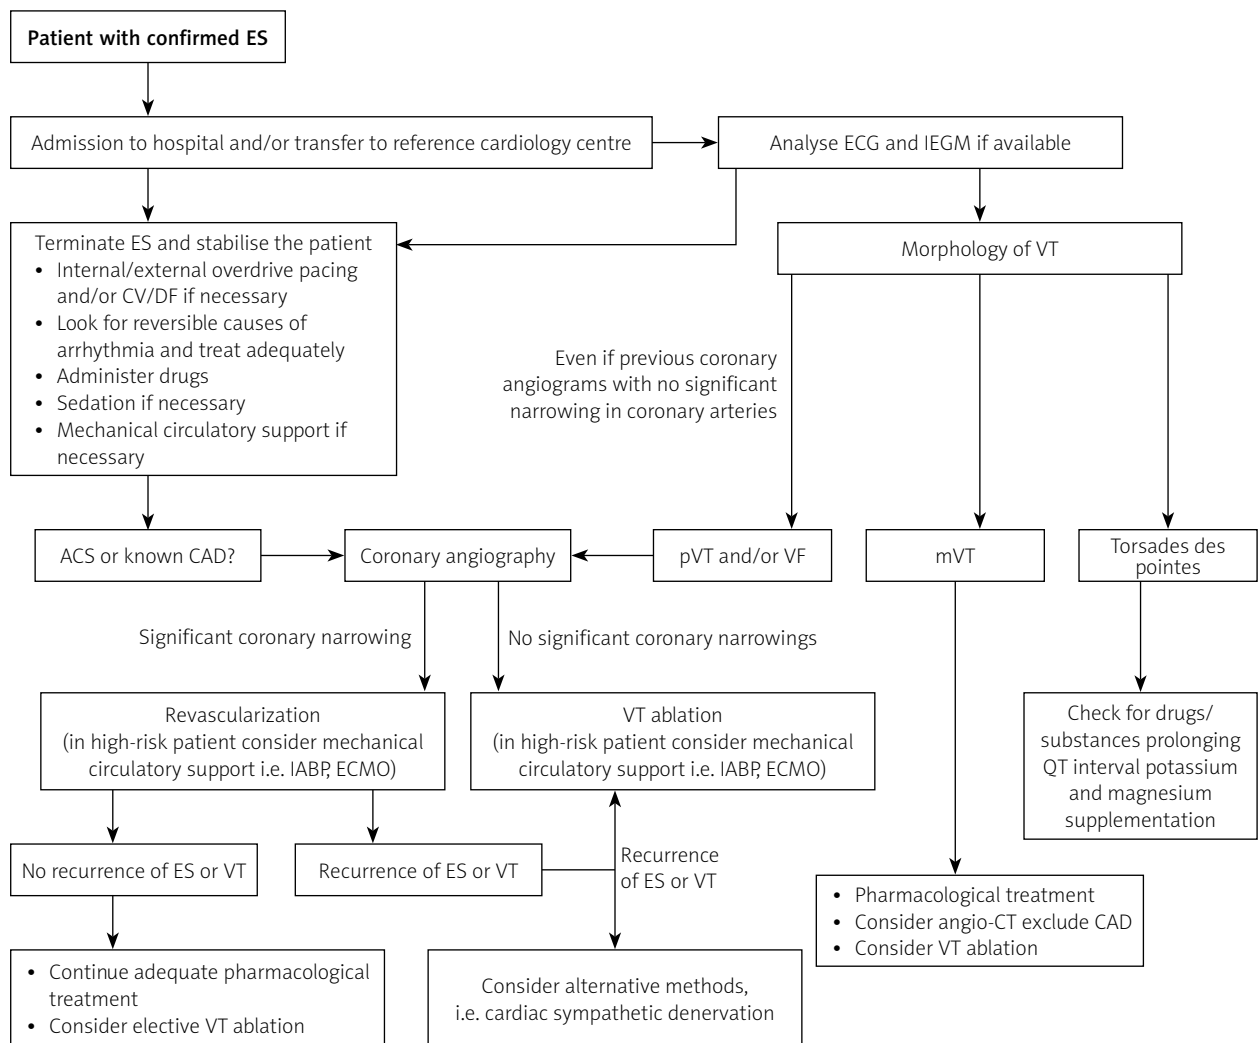 Patient with confirmed ES
Admission to hospital and/or transfer to reference cardiology centre
Analyse ECG and IEGM if available
Terminate ES and stabilise the patient
• Internal/external overdrive pacing
and/or CV/DF if necessary
• Look for reversible causes of
arrhythmia and treat adequately
• Administer drugs
• Sedation if necessary
• Mechanical circulatory support if
necessary
Morphology of VT
Even if previous coronary
angiograms with no significant
narrowing in coronary arteries
ACS or known CAD?
Coronary angiography
pVT and/or VF
mVT
Torsades des
pointes
Significant coronary narrowing
No significant coronary narrowings
Revascularization
(in high-risk patient consider mechanical
circulatory support i.e. IABP, ECMO)
VT ablation
(in high-risk patient consider mechanical
circulatory support i.e. IABP, ECMO)
Check for drugs/
substances prolonging
QT interval potassium
and magnesium
supplementation
No recurrence of ES or VT
Recurrence of ES or VT
Recurrence
of ES or VT
• Pharmacological treatment
• Consider angio-CT exclude CAD
• Consider VT ablation
• Continue adequate pharmacological
treatment
• Consider elective VT ablation
Consider alternative methods,
i.e. cardiac sympathetic denervation